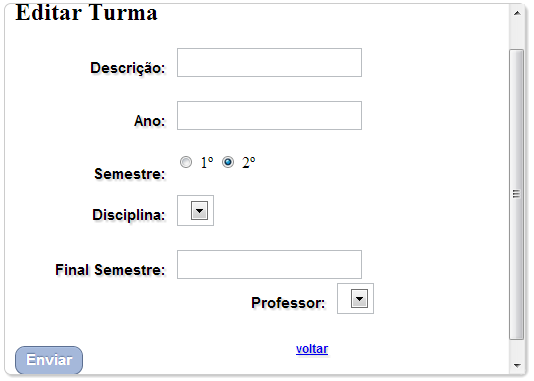 Editar Turma
Descrição:
Ano:
Semestre: 1º 2º
Disciplina:
Final Semestre:
Professor:
voltar
Enviar